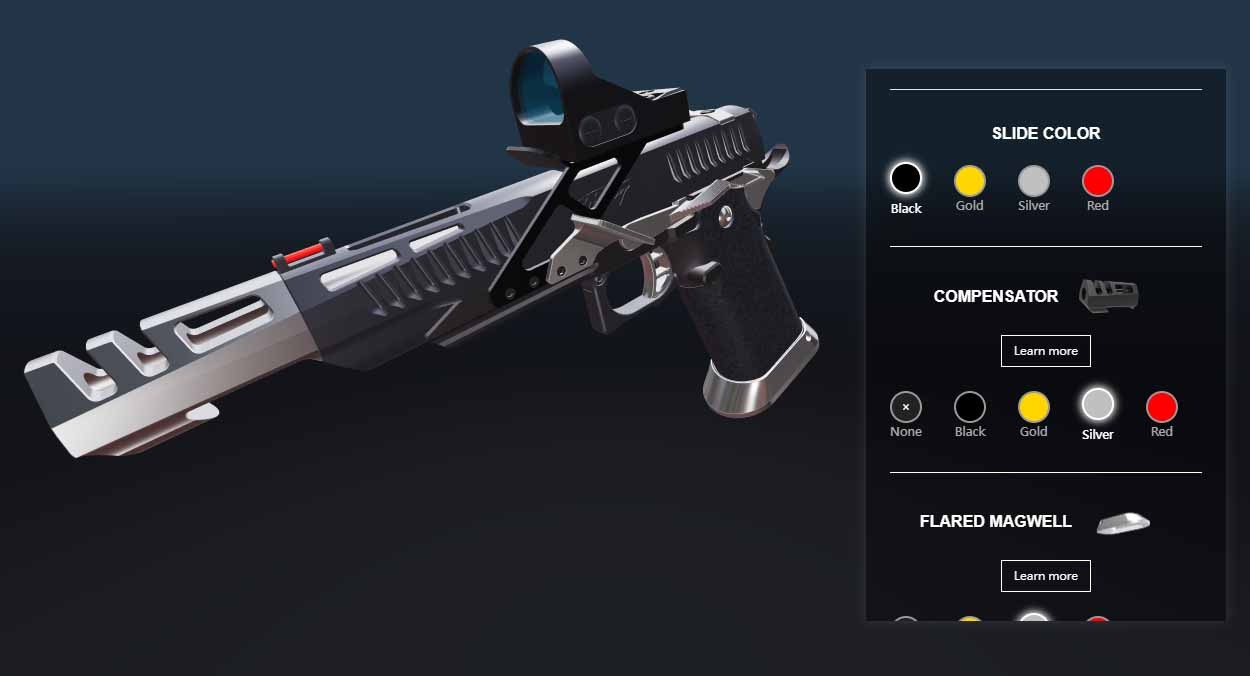 SLIDE COLOR
Black Gold Silver Red
COMPENSATOR
Learn more
× None Black Gold Silver Red
FLARED MAGWELL
Learn more